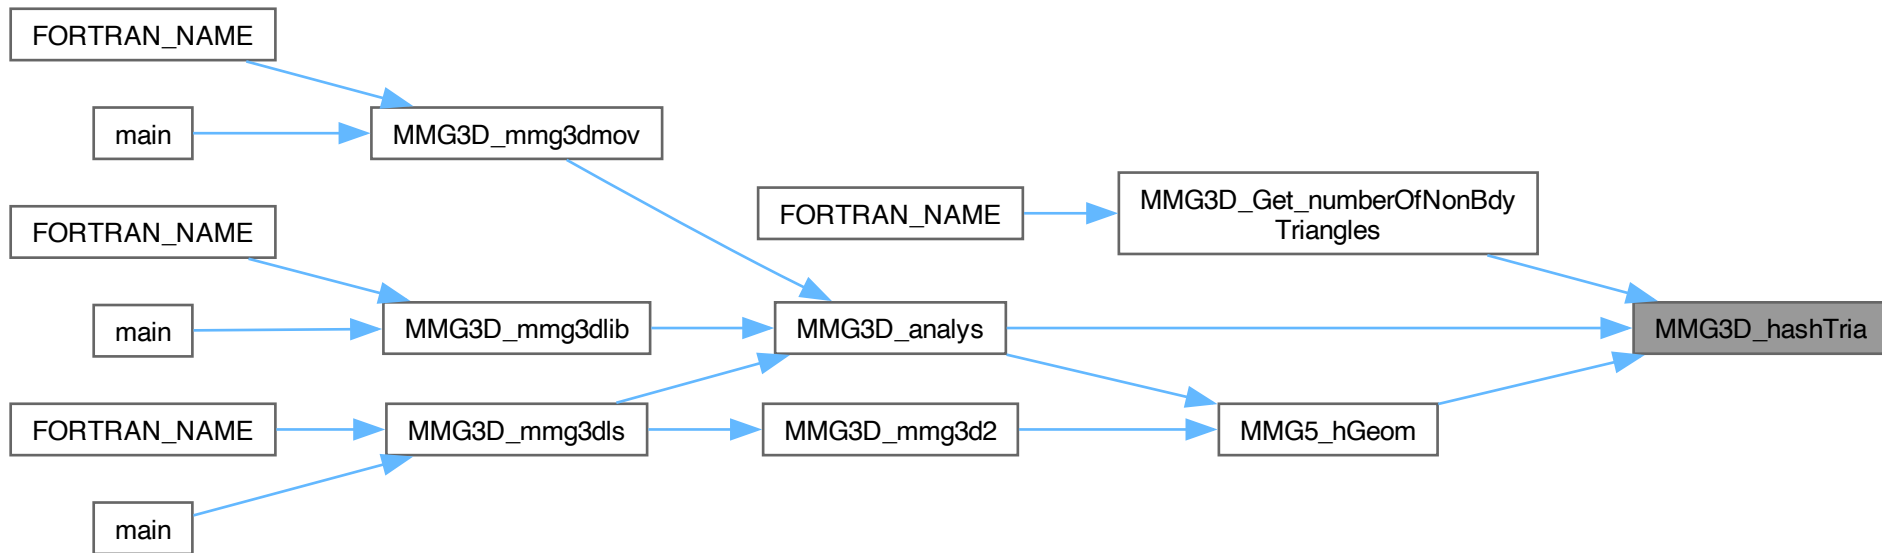 FORTRAN_NAME
main
MMG3D_mmg3dmov
MMG3D_Get_numberOfNonBdy
Triangles
FORTRAN_NAME
FORTRAN_NAME
main
MMG3D_mmg3dlib
MMG3D_analys
MMG3D_hashTria
FORTRAN_NAME
MMG3D_mmg3dls
MMG3D_mmg3d2
MMG5_hGeom
main